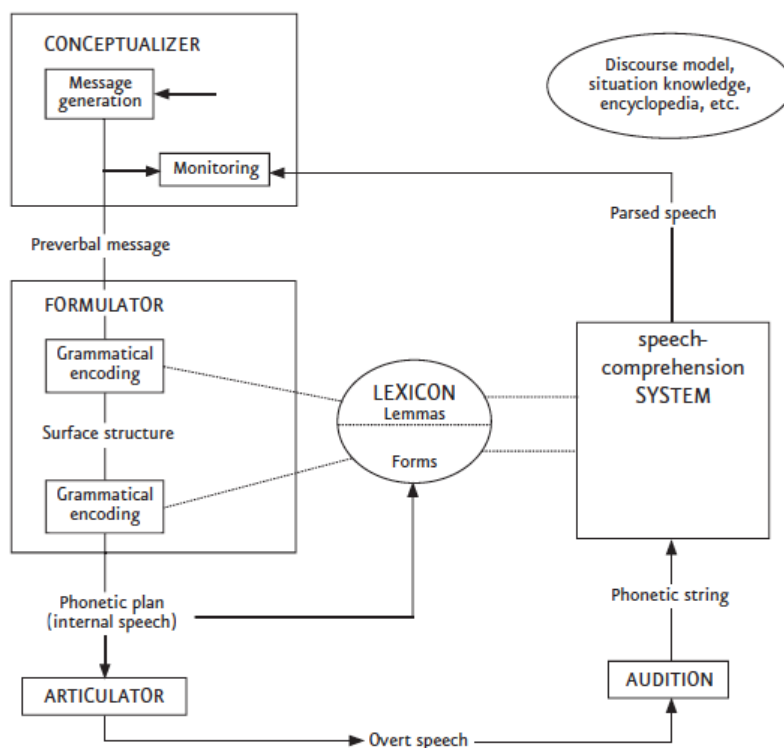 CONCEPTUALIZER
Message
generation
Monitoring
Discourse model,
situation knowledge,
encyclopedia, etc.
Parsed speech
Preverbal message
FORMULATOR
Grammatical
encoding
Surface structure
Grammatical
encoding
LEXICON
Lemmas
Forms
speech-
comprehension
SYSTEM
Phonetic plan
(internal speech)
Phonetic string
ARTICULATOR
AUDITION
Overt speech